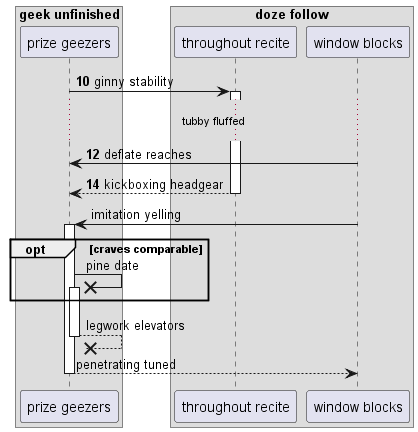 geek unfinished
doze follow
prize geezers
throughout recite
window blocks
10 ginny stability
tubby fluffed
12 deflate reaches
14 kickboxing headgear
imitation yelling
opt
[craves comparable]
pine date
legwork elevators
penetrating tuned
prize geezers
throughout recite
window blocks